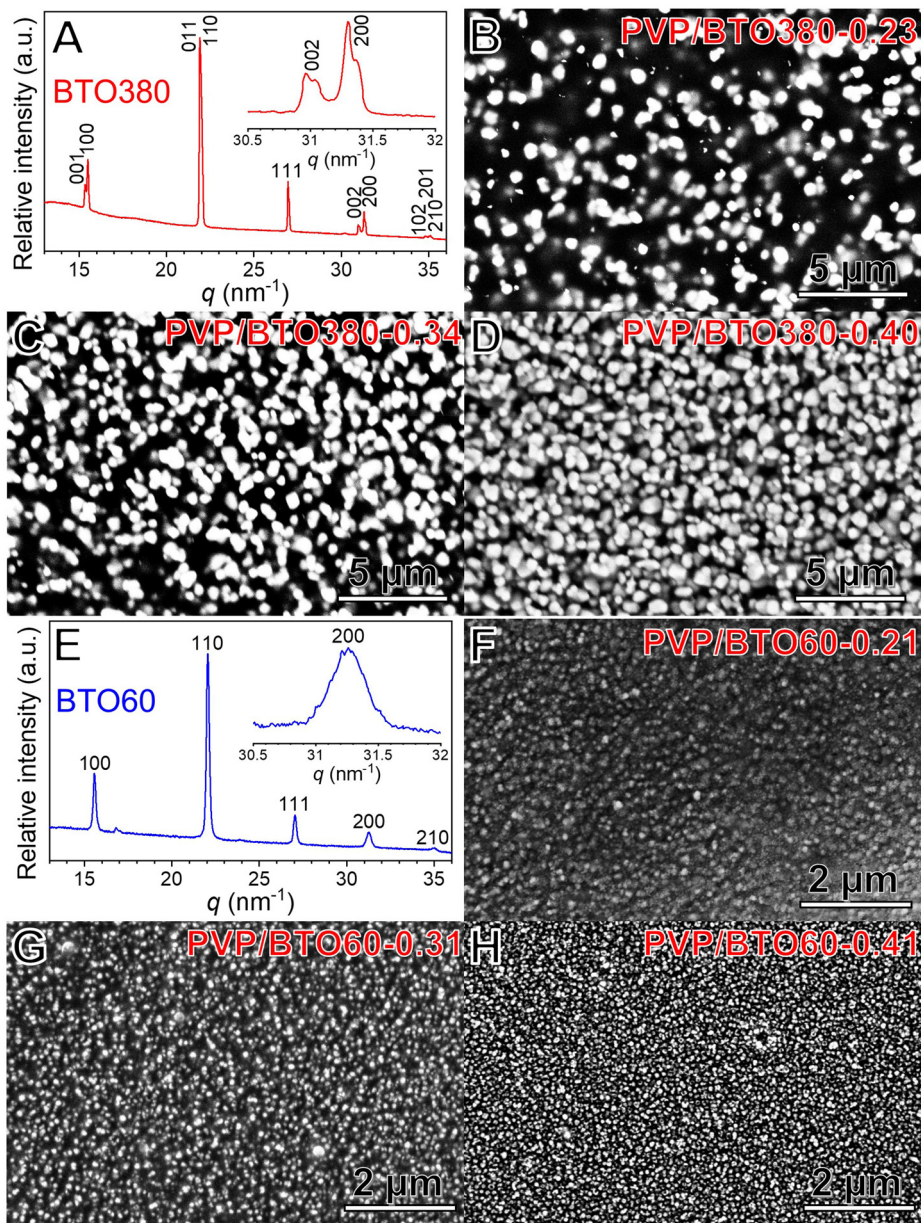 A
BTO380
Relative intensity (a.u.)
001
100
011
110
111
002
200
102
201
210
15 20 25 30 35
q (nm-1)
002
200
30.5 31 31.5 32
q (nm-1)
B
PVP/BTO380-0.23
5 µm
C
PVP/BTO380-0.34
5 µm
D
PVP/BTO380-0.40
5 µm
E
BTO60
Relative intensity (a.u.)
100
110
111
200
210
15 20 25 30 35
q (nm-1)
200
30.5 31 31.5 32
q (nm-1)
F
PVP/BTO60-0.21
2 µm
G
PVP/BTO60-0.31
2 µm
H
PVP/BTO60-0.41
2 µm